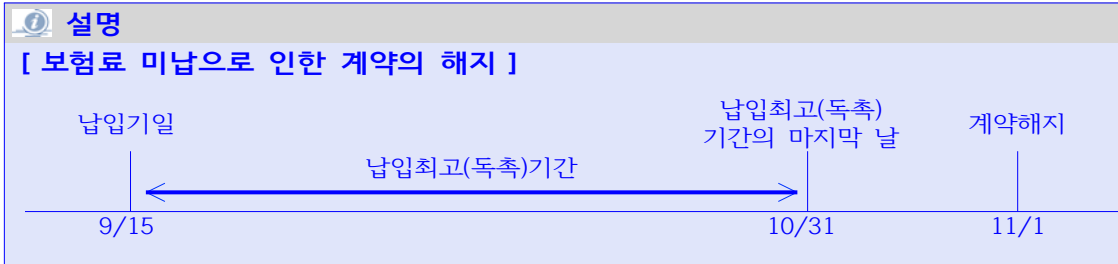 설명
[ 보험료 미납으로 인한 계약의 해지 ]
납입기일
납입최고(독촉)
기간의 마지막 날
계약해지
납입최고(독촉)기간
9/15
10/31
11/1